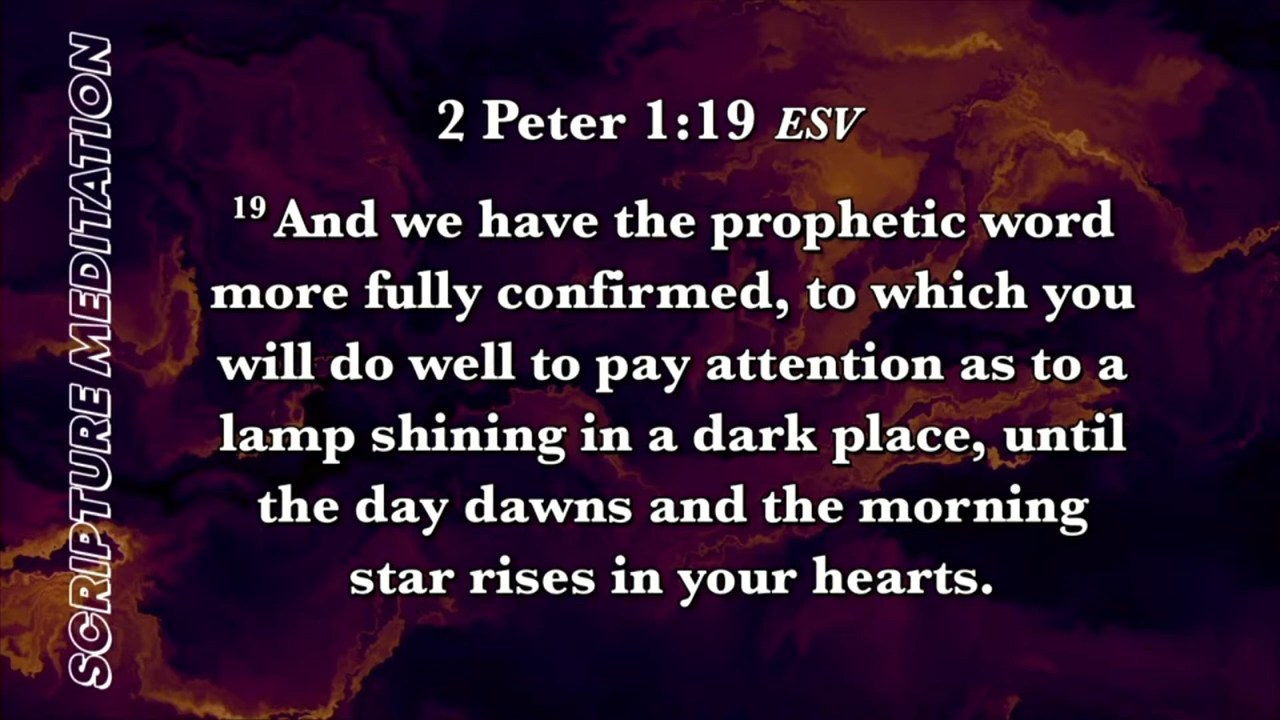 SCRIPTURE MEDITATION
2 Peter 1:19 ESV
19 And we have the prophetic word
more fully confirmed, to which you
will do well to pay attention as to a
lamp shining in a dark place, until
the day dawns and the morning
star rises in your hearts.